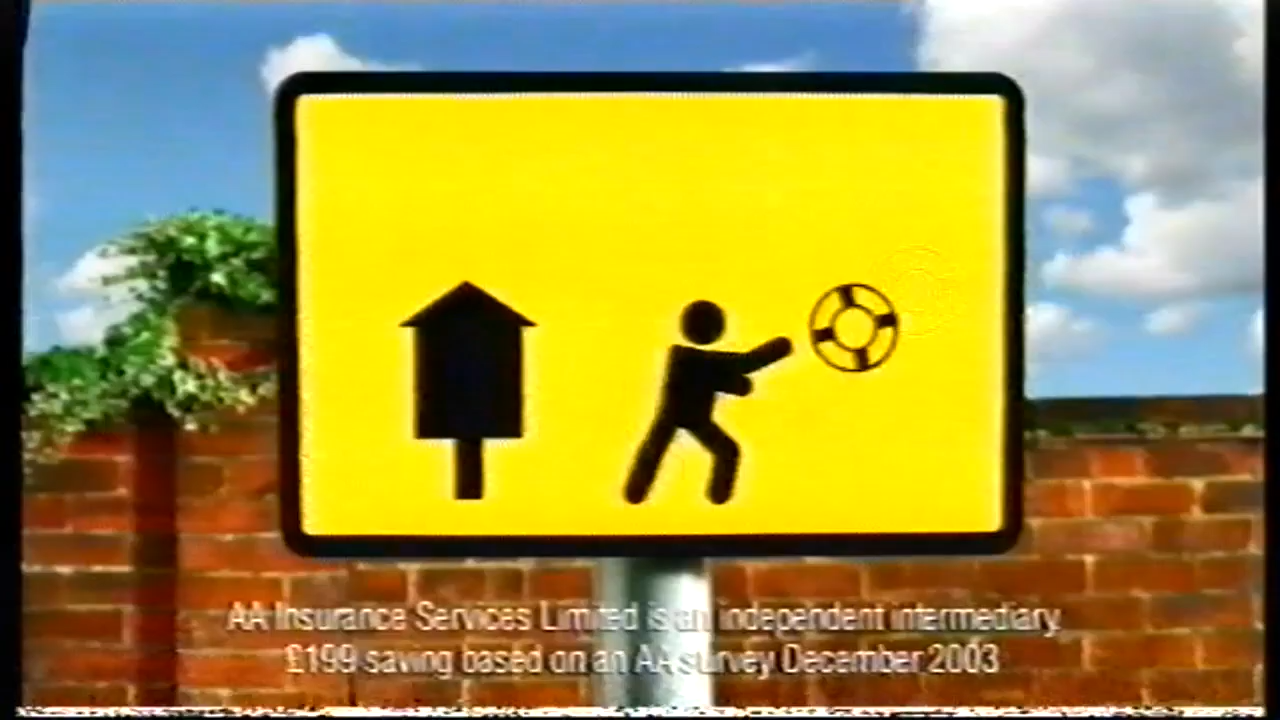 AA Insurance Services Limited is an independent intermediary.
£199 saving based on an AA survey December 2003